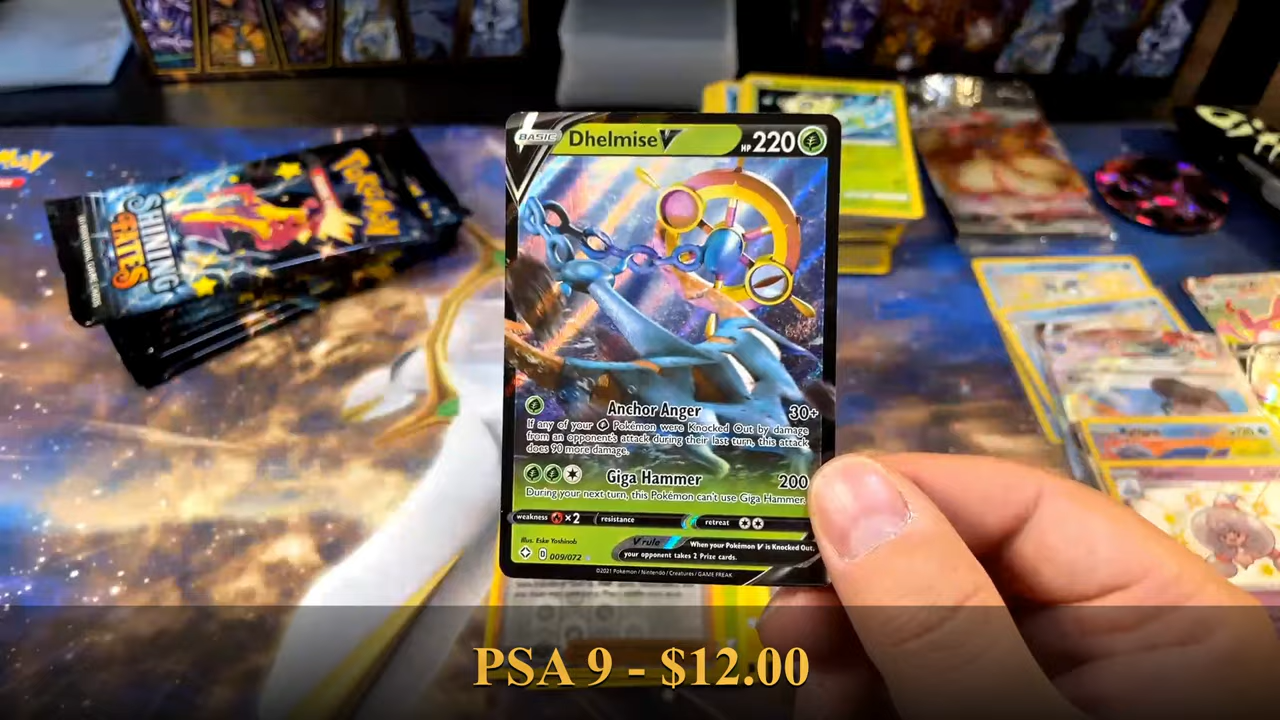 BASIC Dhelmise V HP 220
Anchor Anger 30+
If any of your Pokémon were Knocked Out by damage
from an opponent's attack during their last turn, this attack
does 90 more damage.
Giga Hammer 200
During your next turn, this Pokémon can't use Giga Hammer.
weakness ×2 resistance retreat
Illus. Eske Yoshinob
V rule When your Pokémon V is Knocked Out,
your opponent takes 2 Prize cards.
D 009/072
©2021 Pokémon / Nintendo / Creatures / GAME FREAK
SHINING
FATES
Pokémon
PSA 9 - $12.00